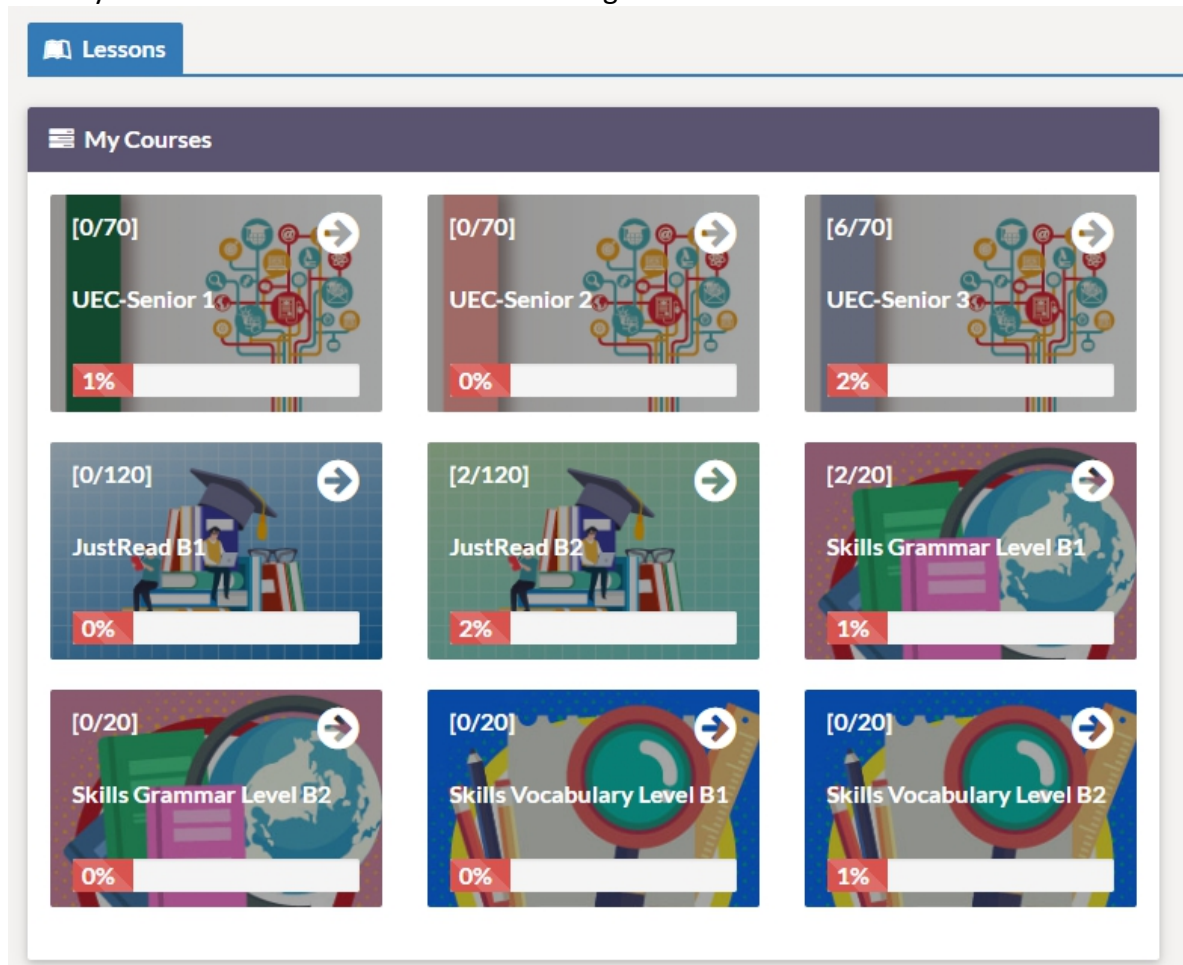 Lessons
My Courses
[0/70]
UEC-Senior 1
1%
[0/70]
UEC-Senior 2
0%
[6/70]
UEC-Senior 3
2%
[0/120]
JustRead B1
0%
[2/120]
JustRead B2
2%
[2/20]
Skills Grammar Level B1
1%
[0/20]
Skills Grammar Level B2
0%
[0/20]
Skills Vocabulary Level B1
0%
[0/20]
Skills Vocabulary Level B2
1%